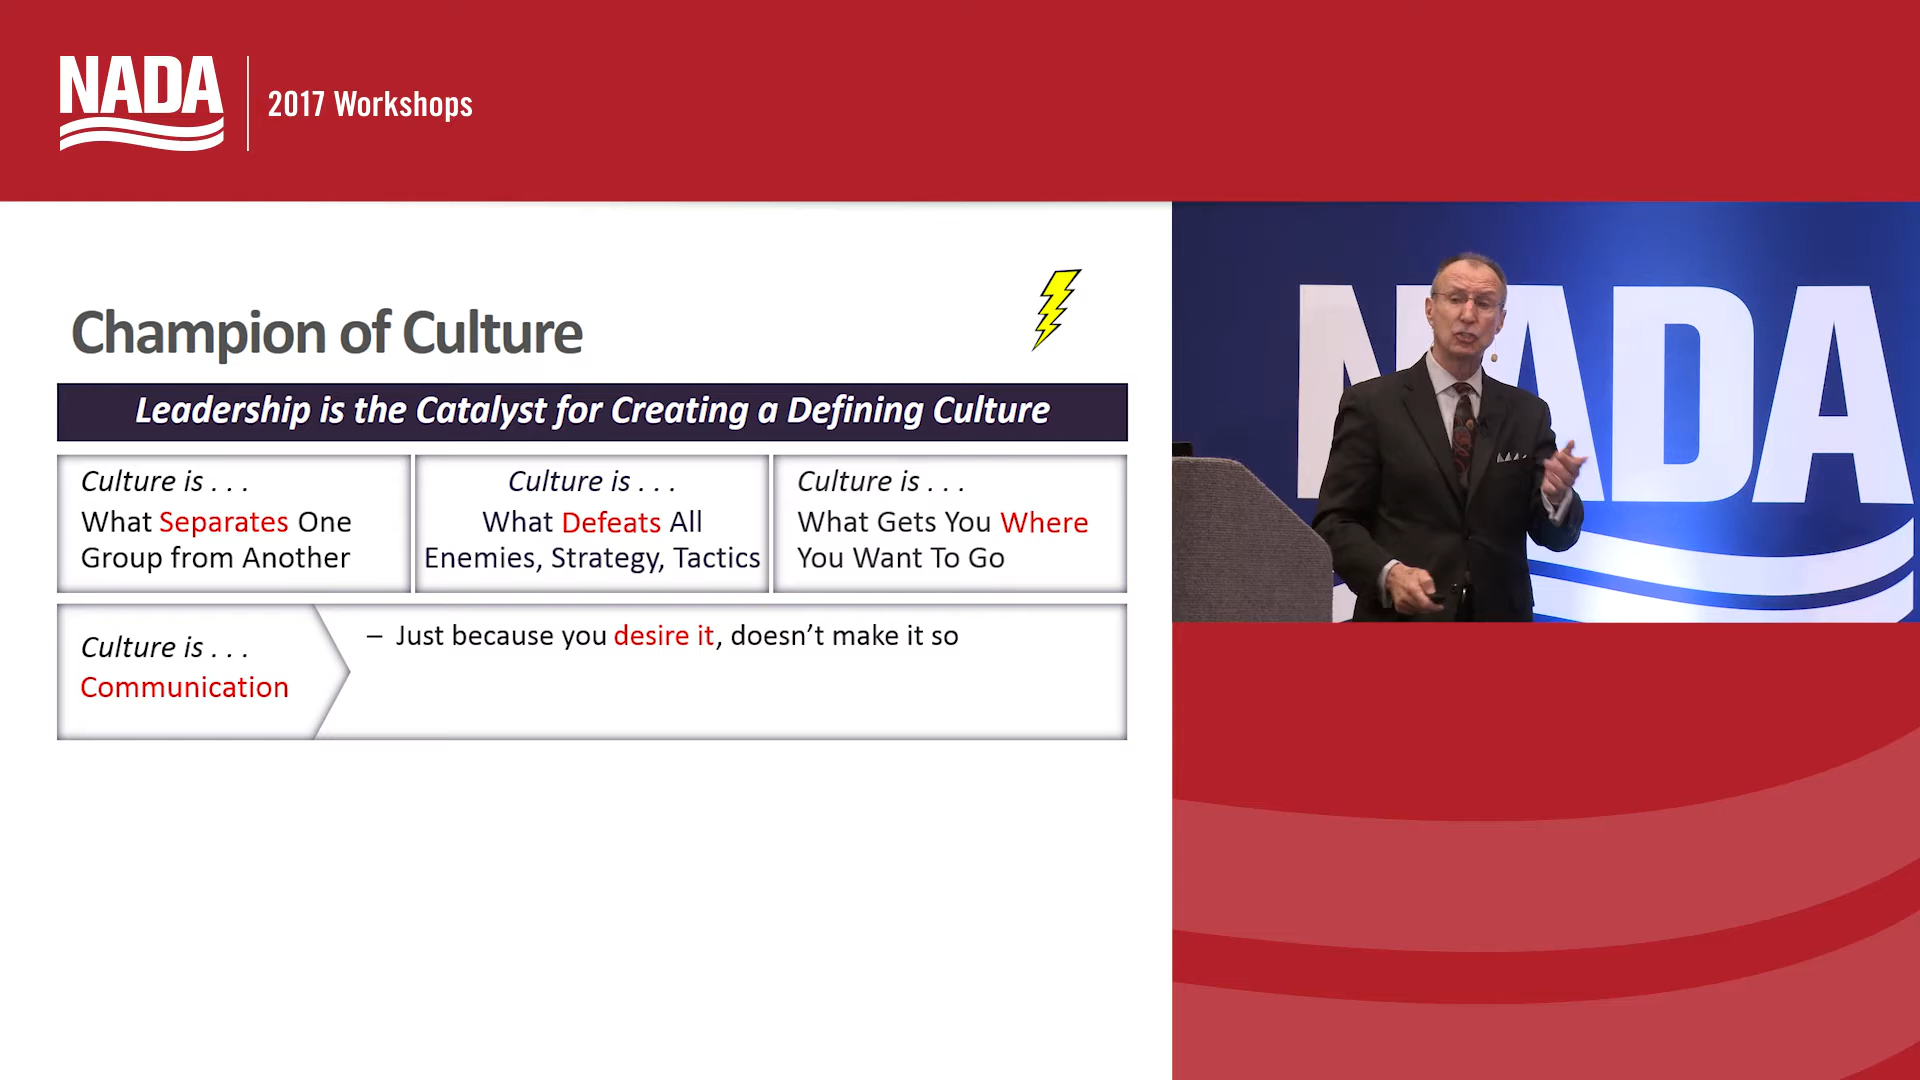 NADA
2017 Workshops
Champion of Culture
Leadership is the Catalyst for Creating a Defining Culture
Culture is . . .
What Separates One
Group from Another
Culture is . . .
What Defeats All
Enemies, Strategy, Tactics
Culture is . . .
What Gets You Where
You Want To Go
Culture is . . .
Communication
– Just because you desire it, doesn’t make it so
NADA